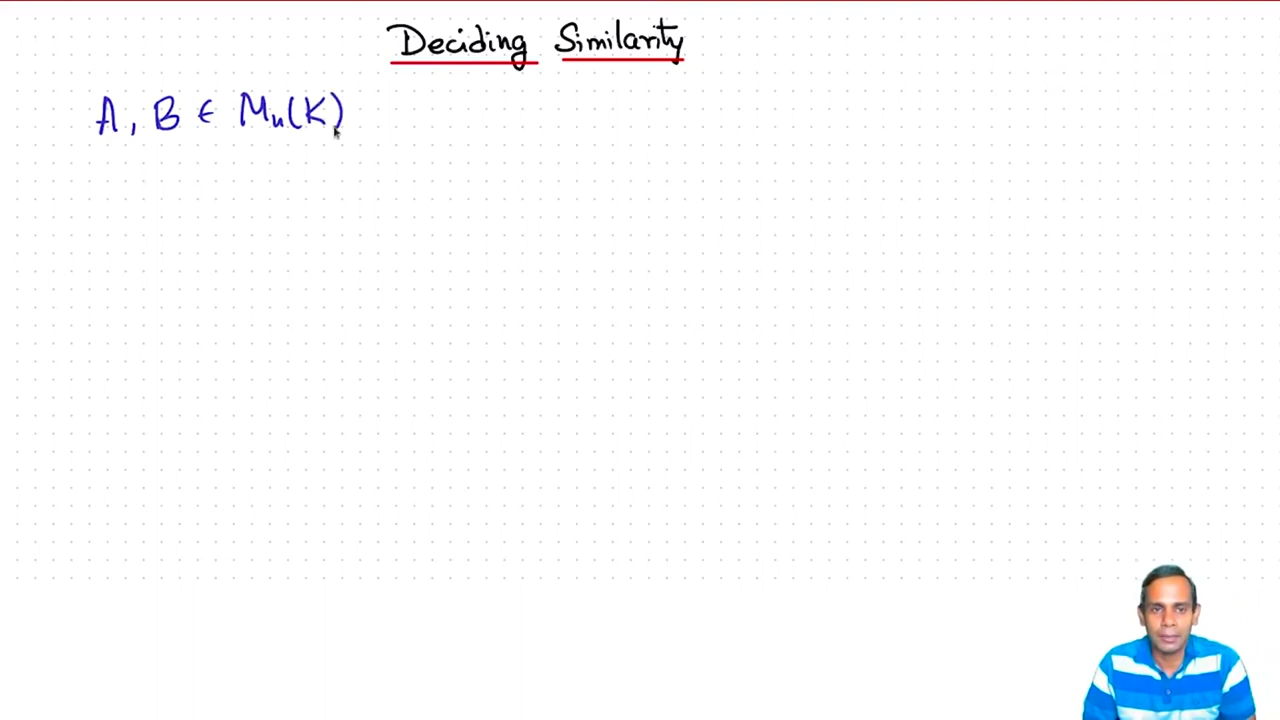 Deciding Similarity
A, B ∈ Mₙ(K)